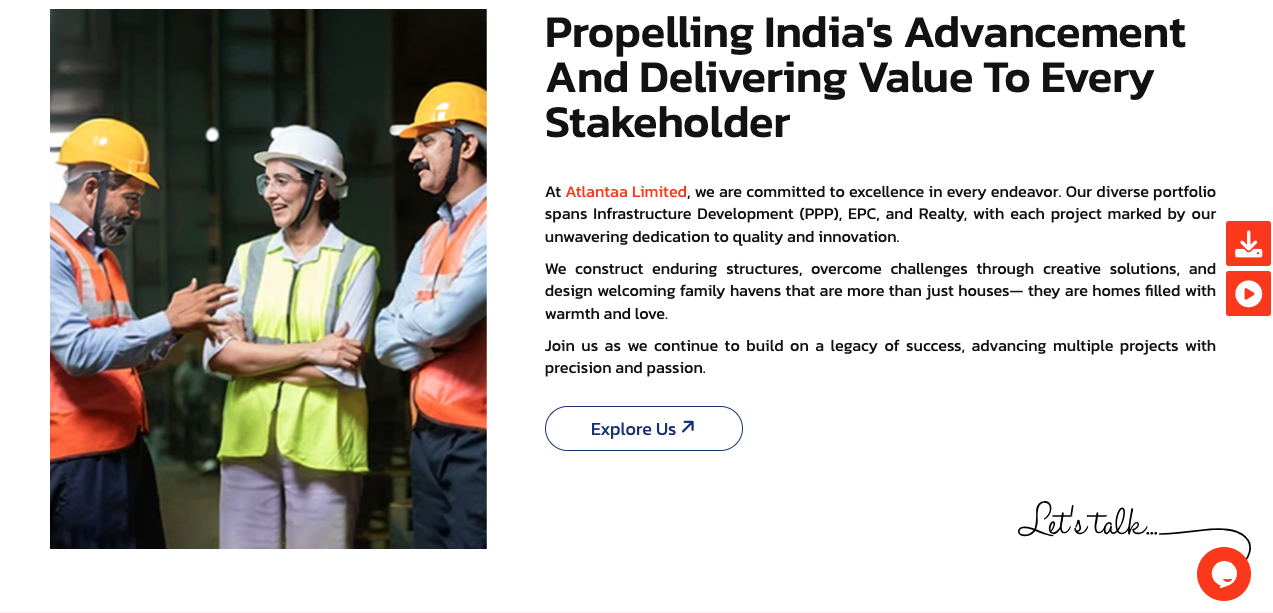 Propelling India's Advancement
And Delivering Value To Every
Stakeholder
At Atlantaa Limited, we are committed to excellence in every endeavor. Our diverse portfolio
spans Infrastructure Development (PPP), EPC, and Realty, with each project marked by our
unwavering dedication to quality and innovation.
We construct enduring structures, overcome challenges through creative solutions, and
design welcoming family havens that are more than just houses— they are homes filled with
warmth and love.
Join us as we continue to build on a legacy of success, advancing multiple projects with
precision and passion.
Explore Us
Let's talk...